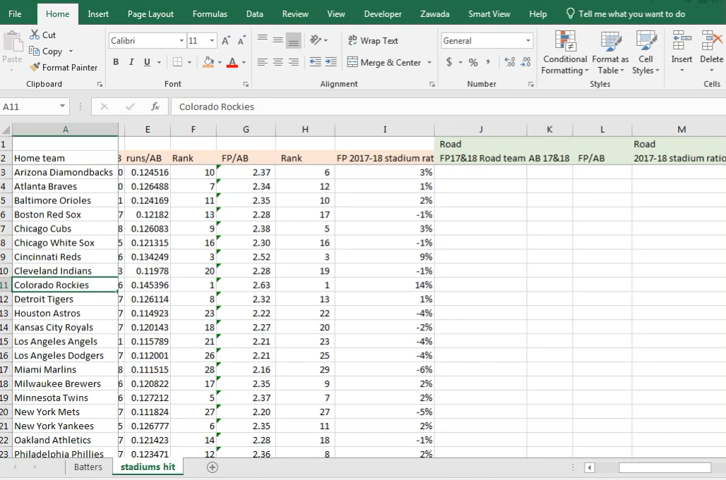 File Home Insert Page Layout Formulas Data Review View Developer Zawada Smart View Help Tell me what you want to do
Cut
Copy
Format Painter
Paste
Calibri 11 A A
B I U A
Wrap Text
Merge & Center
General
$ % , .0 .00 .00 .0
Conditional Formatting
Format as Table
Cell Styles
Insert Delete
Clipboard Font Alignment Number Styles
A11 fx Colorado Rockies
A E F G H I J K L M
1 Road Road
2 Home team runs/AB Rank FP/AB Rank FP 2017-18 stadium rat FP17&18 Road team AB 17&18 FP/AB 2017-18 stadium ratio
3 Arizona Diamondbacks 0 0.124516 10 2.37 6 3%
4 Atlanta Braves 0 0.126488 7 2.34 12 1%
5 Baltimore Orioles 1 0.124169 11 2.35 10 2%
6 Boston Red Sox 7 0.12182 13 2.28 17 -1%
7 Chicago Cubs 8 0.126083 9 2.38 5 3%
8 Chicago White Sox 5 0.121315 16 2.30 16 -1%
9 Cincinnati Reds 6 0.134249 3 2.52 3 9%
10 Cleveland Indians 3 0.11978 20 2.28 19 -1%
11 Colorado Rockies 6 0.145396 1 2.63 1 14%
12 Detroit Tigers 7 0.126114 8 2.32 13 1%
13 Houston Astros 7 0.114923 23 2.22 22 -4%
14 Kansas City Royals 7 0.120143 18 2.27 20 -2%
15 Los Angeles Angels 1 0.115789 21 2.21 23 -4%
16 Los Angeles Dodgers 7 0.112001 26 2.21 25 -4%
17 Miami Marlins 8 0.111515 28 2.16 29 -6%
18 Milwaukee Brewers 6 0.120822 17 2.35 9 2%
19 Minnesota Twins 9 0.127212 5 2.37 7 2%
20 New York Mets 7 0.111824 27 2.20 27 -5%
21 New York Yankees 5 0.126777 6 2.35 11 2%
22 Oakland Athletics 7 0.121423 14 2.28 18 -1%
23 Philadelphia Phillies 7 0.123471 12 2.36 8 2%
Batters stadiums hit